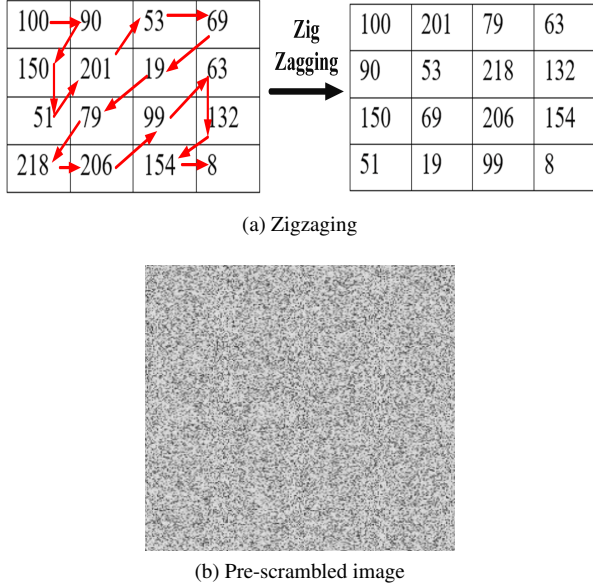 100 90 53 69
150 201 19 63
51 79 99 132
218 206 154 8
Zig
Zagging
100 201 79 63
90 53 218 132
150 69 206 154
51 19 99 8
(a) Zigzaging
(b) Pre-scrambled image